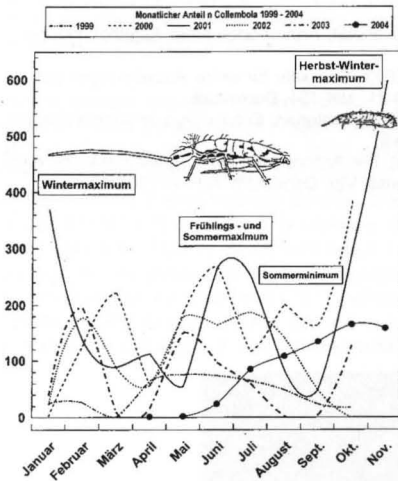 Monatlicher Anteil n Collembola 1999 - 2004
1999 2000 2001 2002 2003 2004
Herbst-Winter-
maximum
600
500
Wintermaximum
400
Frühlings - und
Sommermaximum
300
Sommerminimum
200
100
0
Januar
Februar
März
April
Mai
Juni
Juli
August
Sept.
Okt.
Nov.